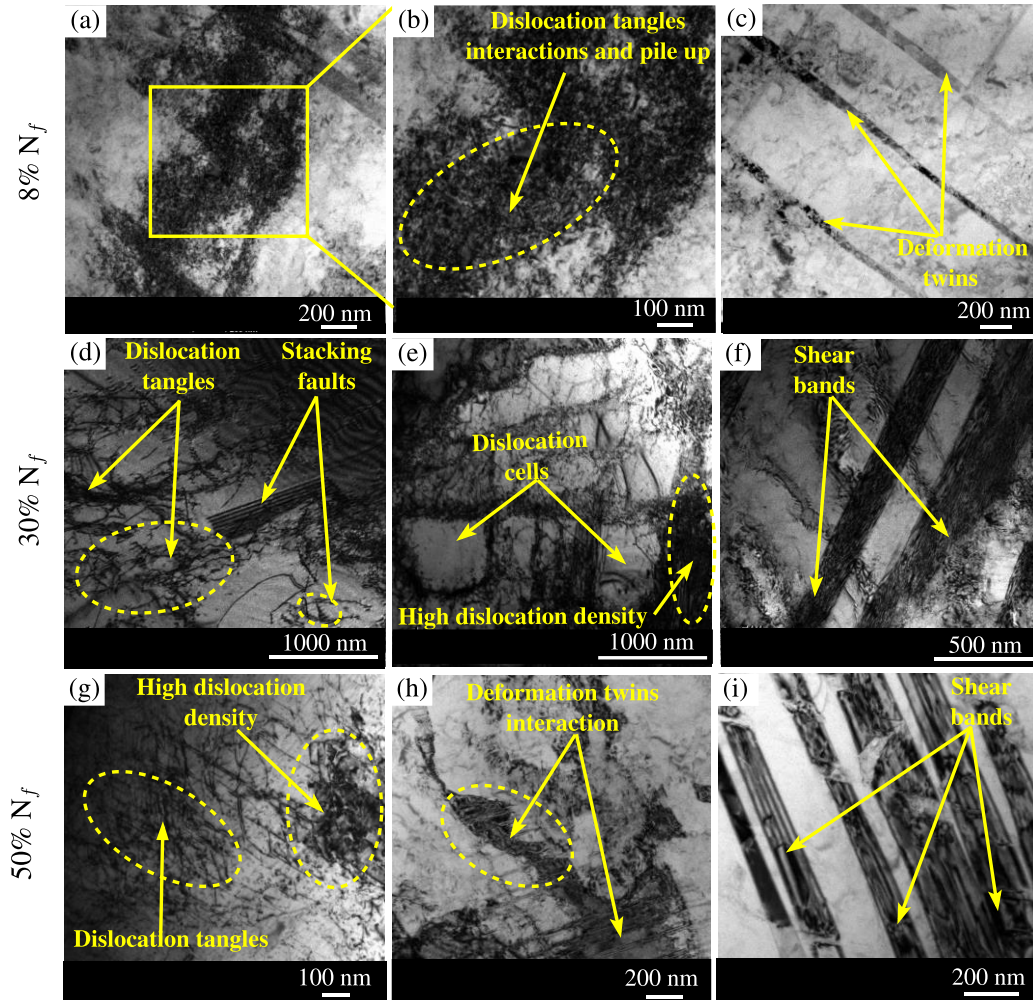 8% N_f
(a)
200 nm
(b)
Dislocation tangles
interactions and pile up
100 nm
(c)
Deformation
twins
200 nm
30% N_f
(d)
Dislocation
tangles
Stacking
faults
1000 nm
(e)
Dislocation
cells
High dislocation density
1000 nm
(f)
Shear
bands
500 nm
50% N_f
(g)
High dislocation
density
Dislocation tangles
100 nm
(h)
Deformation twins
interaction
200 nm
(i)
Shear
bands
200 nm